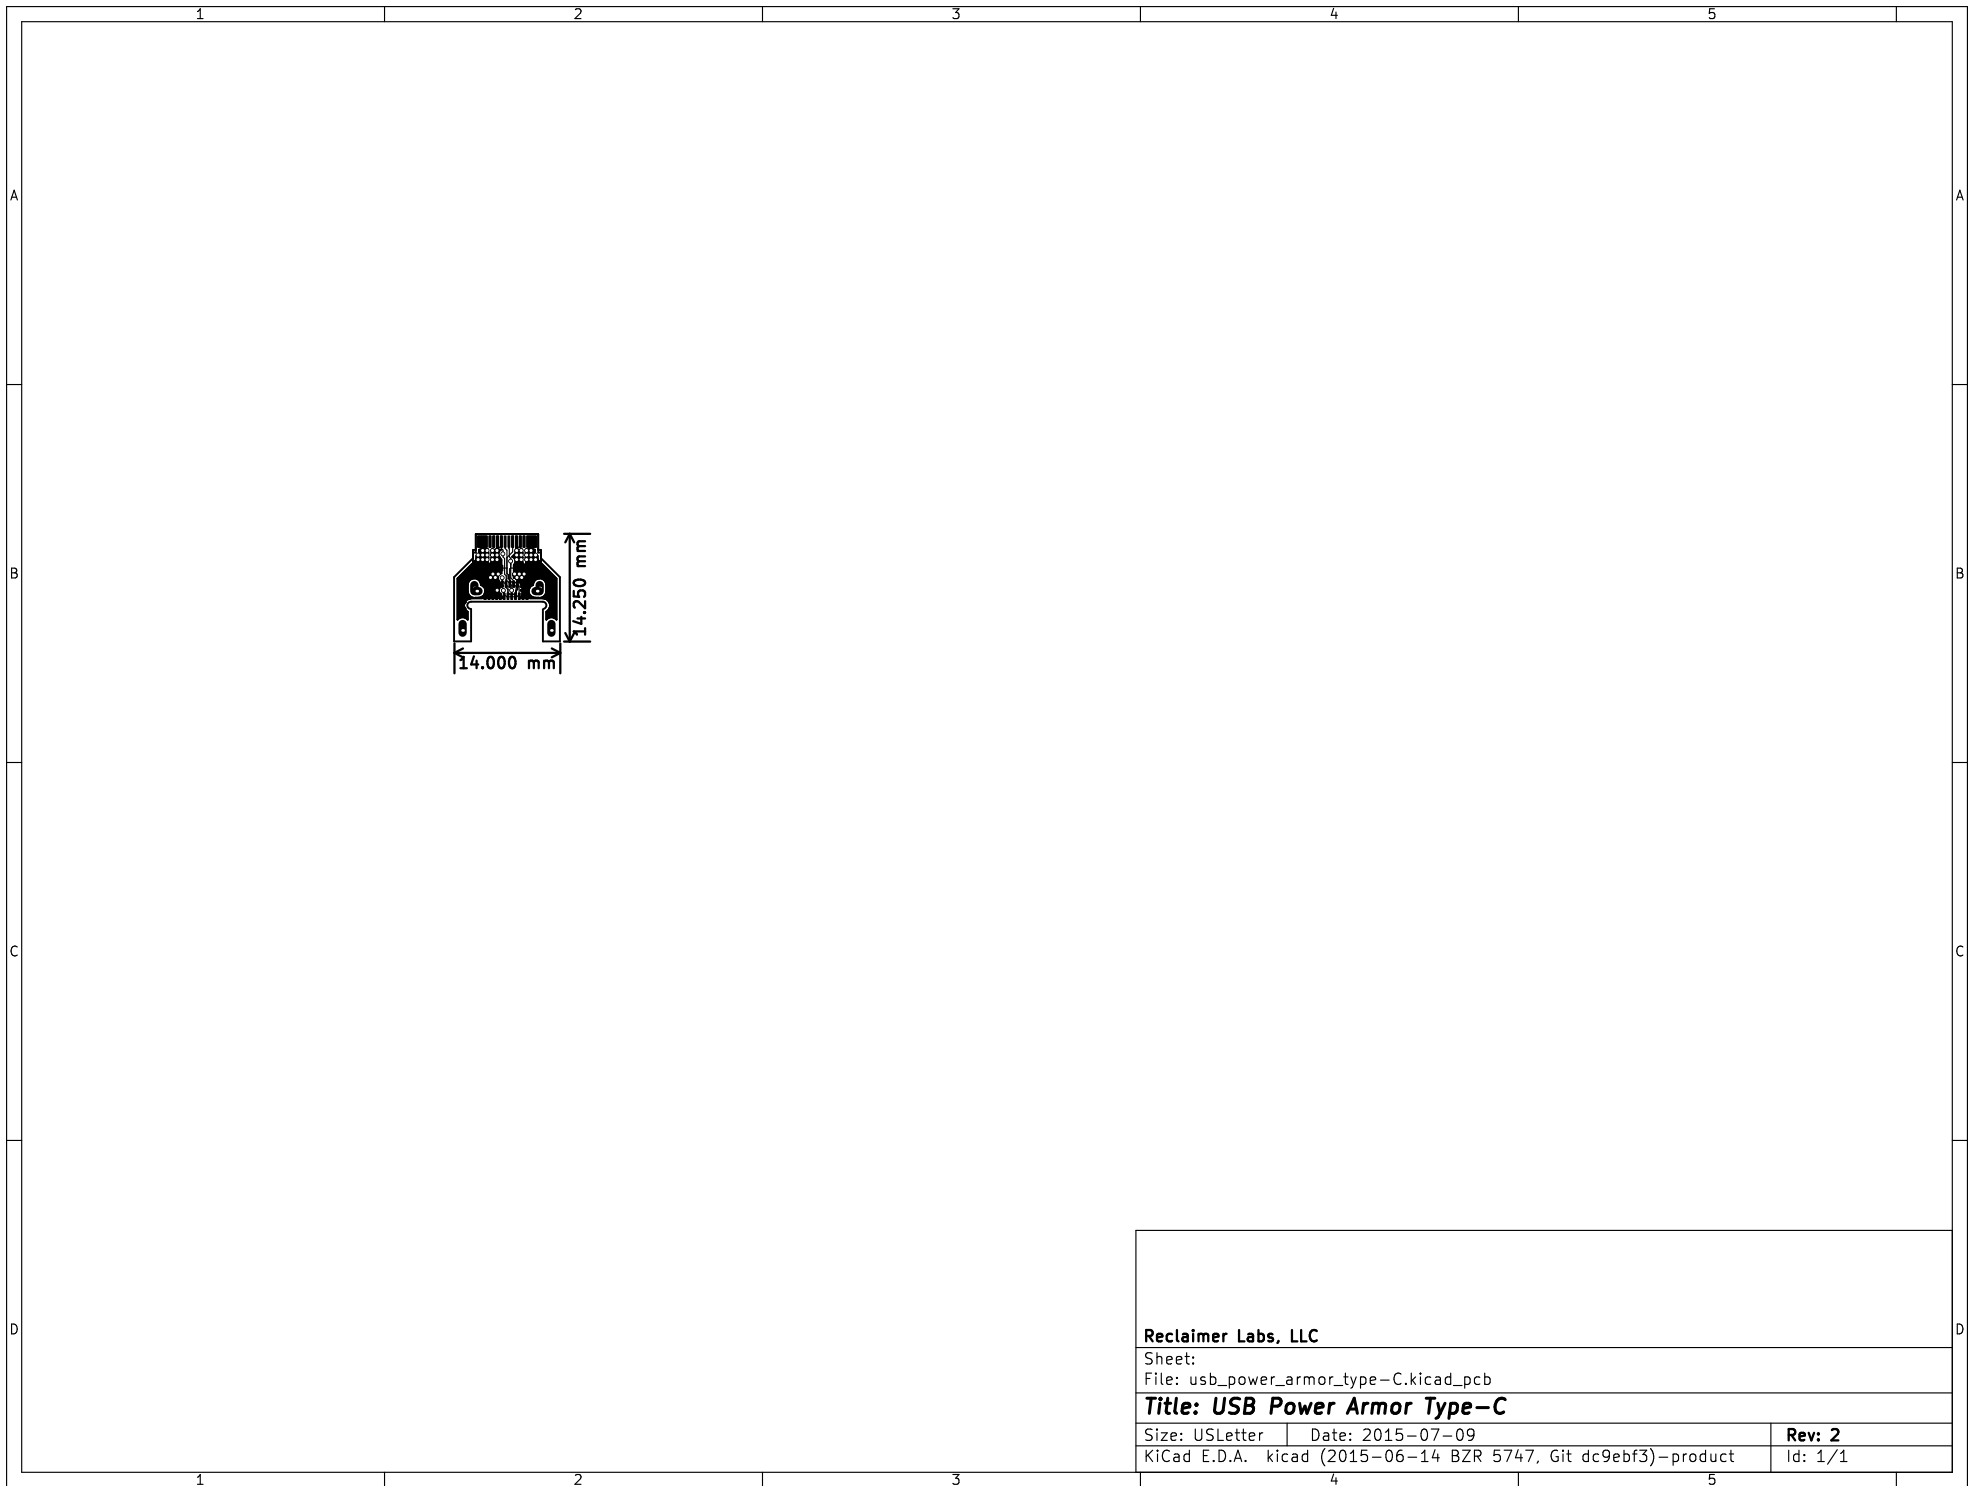 1 2 3 4 5
A A
B B
14.250 mm
14.000 mm
C C
D D
Reclaimer Labs, LLC
Sheet:
File: usb_power_armor_type-C.kicad_pcb
Title: USB Power Armor Type-C
Size: USLetter Date: 2015-07-09 Rev: 2
KiCad E.D.A. kicad (2015-06-14 BZR 5747, Git dc9ebf3)-product Id: 1/1
1 2 3 4 5